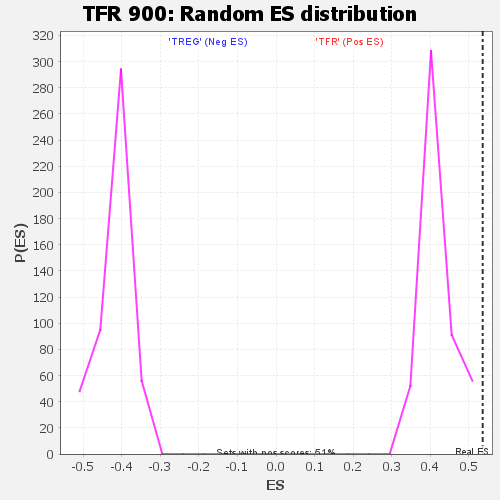 TFR 900: Random ES distribution
'TREG' (Neg ES) 'TFR' (Pos ES)
320
300
280
260
240
220
200
180
160
140
120
100
80
60
40
20
0
P(ES)
Sets with pos scores: 51%
Real ES
-0.5 -0.4 -0.3 -0.2 -0.1 0.0 0.1 0.2 0.3 0.4 0.5
ES